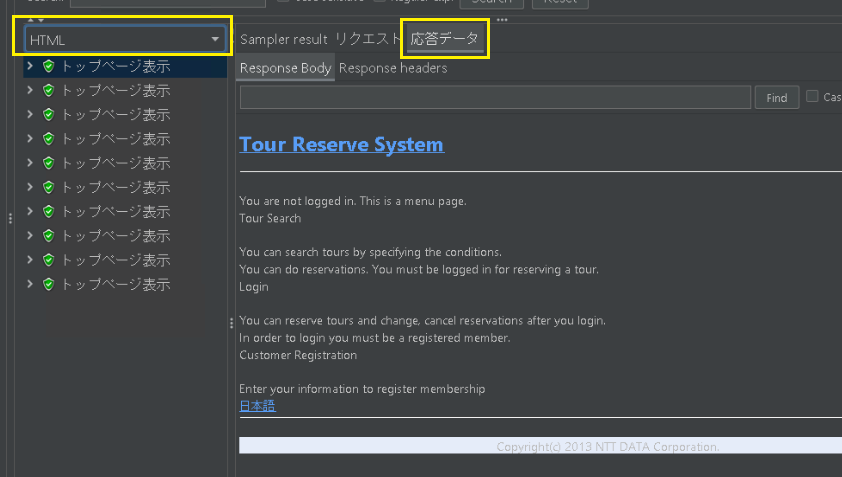 HTML
Sampler result リクエスト 応答データ
トップページ表示
トップページ表示
トップページ表示
トップページ表示
トップページ表示
トップページ表示
トップページ表示
トップページ表示
トップページ表示
トップページ表示
Response Body Response headers
Find Cas
Tour Reserve System
You are not logged in. This is a menu page.
Tour Search
You can search tours by specifying the conditions.
You can do reservations. You must be logged in for reserving a tour.
Login
You can reserve tours and change, cancel reservations after you login.
In order to login you must be a registered member.
Customer Registration
Enter your information to register membership
日本語
Copyright(c) 2013 NTT DATA Corporation.